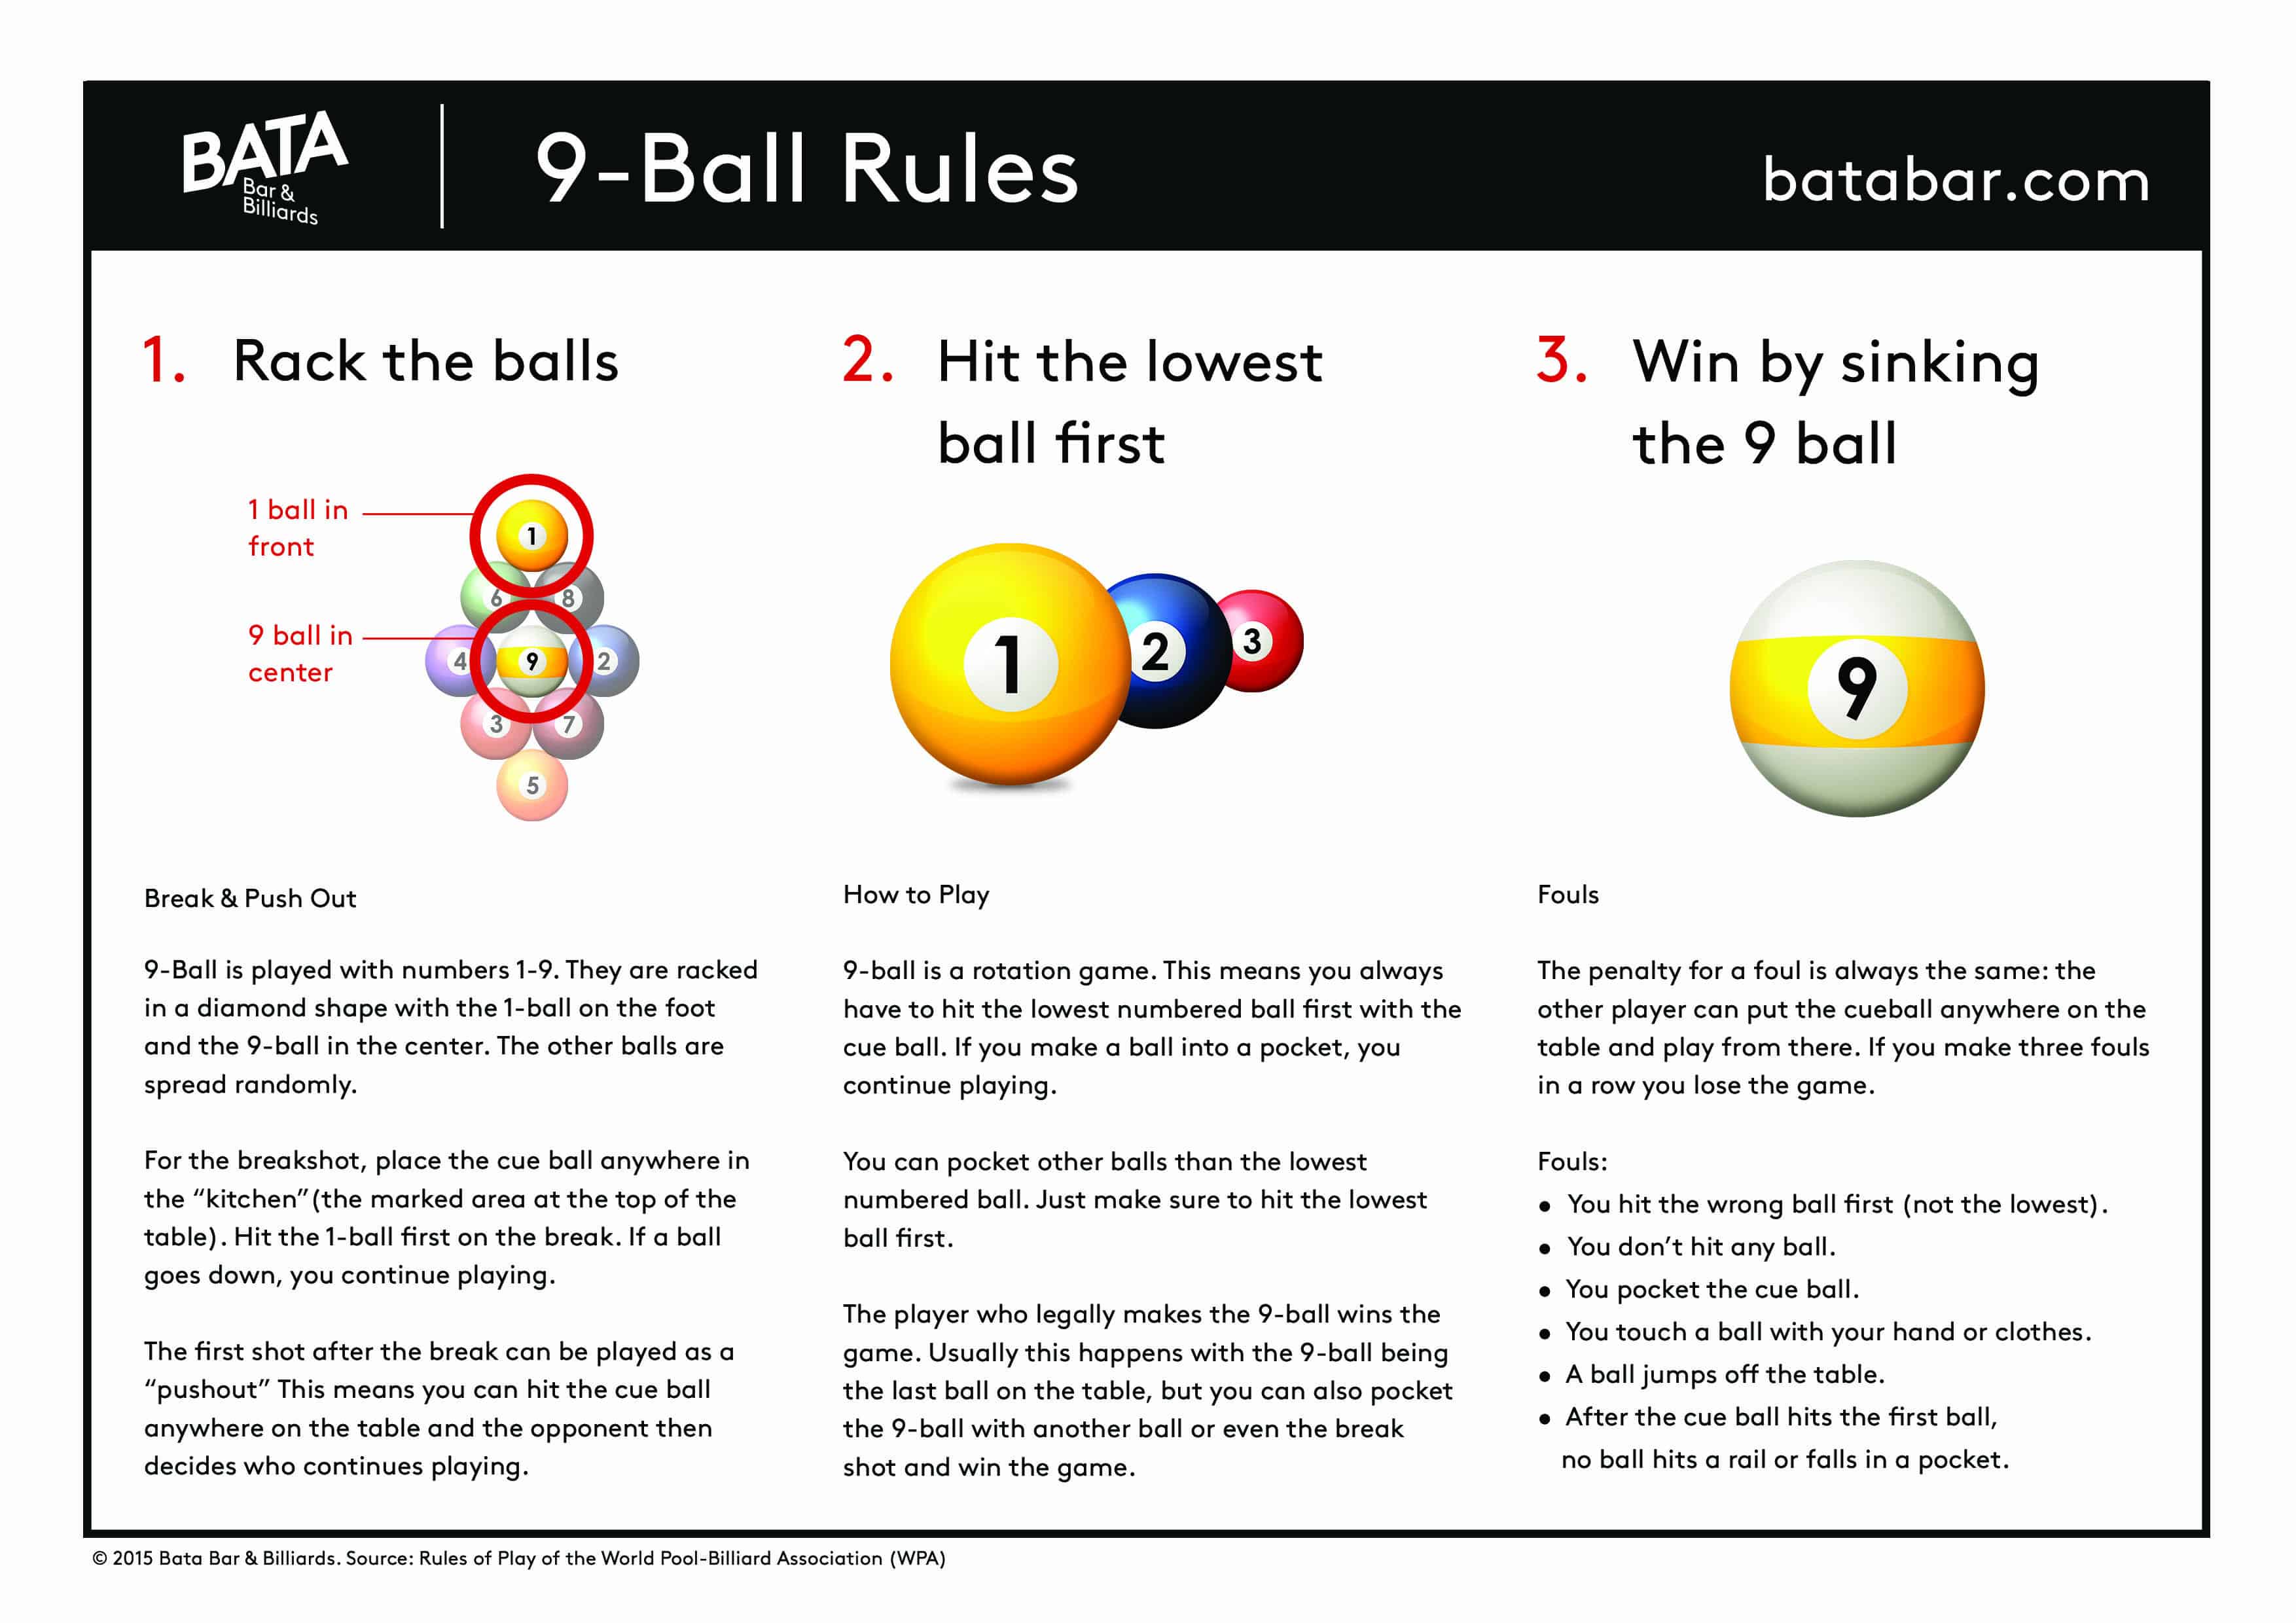 BATA
Bar &
Billiards
9-Ball Rules
batabar.com
1. Rack the balls
1 ball in
front
9 ball in
center
1
6 8
4 9 2
3 7
5
Break & Push Out
9-Ball is played with numbers 1-9. They are racked
in a diamond shape with the 1-ball on the foot
and the 9-ball in the center. The other balls are
spread randomly.
For the breakshot, place the cue ball anywhere in
the “kitchen”(the marked area at the top of the
table). Hit the 1-ball first on the break. If a ball
goes down, you continue playing.
The first shot after the break can be played as a
“pushout” This means you can hit the cue ball
anywhere on the table and the opponent then
decides who continues playing.
2. Hit the lowest
ball first
1 2 3
How to Play
9-ball is a rotation game. This means you always
have to hit the lowest numbered ball first with the
cue ball. If you make a ball into a pocket, you
continue playing.
You can pocket other balls than the lowest
numbered ball. Just make sure to hit the lowest
ball first.
The player who legally makes the 9-ball wins the
game. Usually this happens with the 9-ball being
the last ball on the table, but you can also pocket
the 9-ball with another ball or even the break
shot and win the game.
3. Win by sinking
the 9 ball
9
Fouls
The penalty for a foul is always the same: the
other player can put the cueball anywhere on the
table and play from there. If you make three fouls
in a row you lose the game.
Fouls:
• You hit the wrong ball first (not the lowest).
• You don’t hit any ball.
• You pocket the cue ball.
• You touch a ball with your hand or clothes.
• A ball jumps off the table.
• After the cue ball hits the first ball,
no ball hits a rail or falls in a pocket.
© 2015 Bata Bar & Billiards. Source: Rules of Play of the World Pool-Billiard Association (WPA)